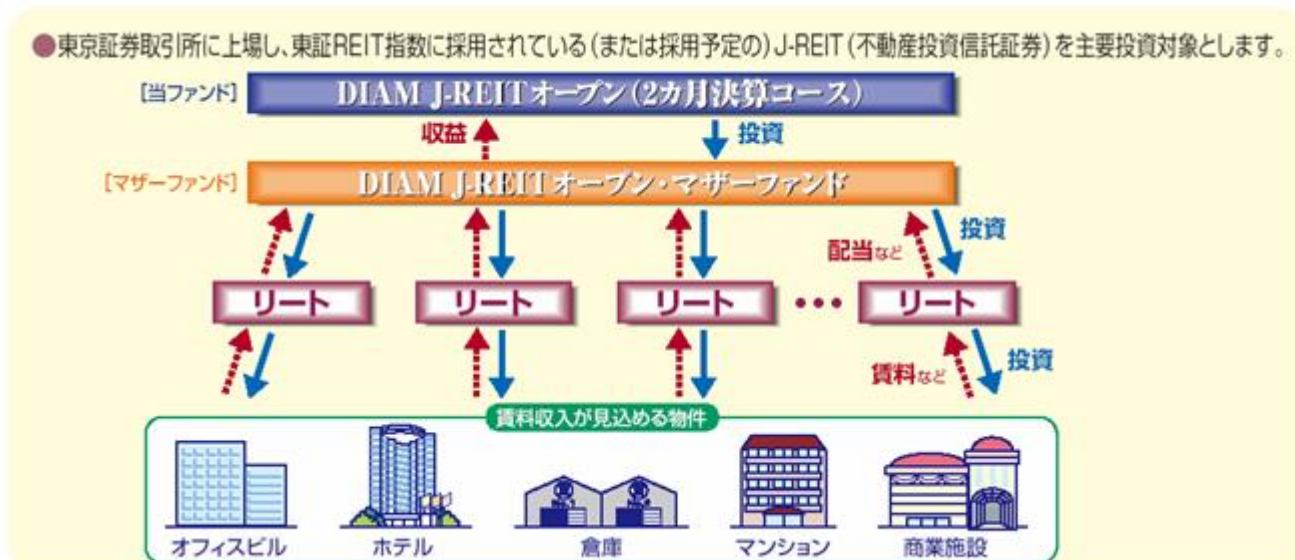 ●東京証券取引所に上場し、東証REIT指数に採用されている(または採用予定の)J-REIT(不動産投資信託証券)を主要投資対象とします。
[当ファンド] DIAM J-REITオープン(2カ月決算コース)
収益 投資
[マザーファンド] DIAM J-REITオープン・マザーファンド
配当など 投資
リート リート リート ・・・ リート
賃料など 投資
賃料収入が見込める物件
オフィスビル ホテル 倉庫 マンション 商業施設